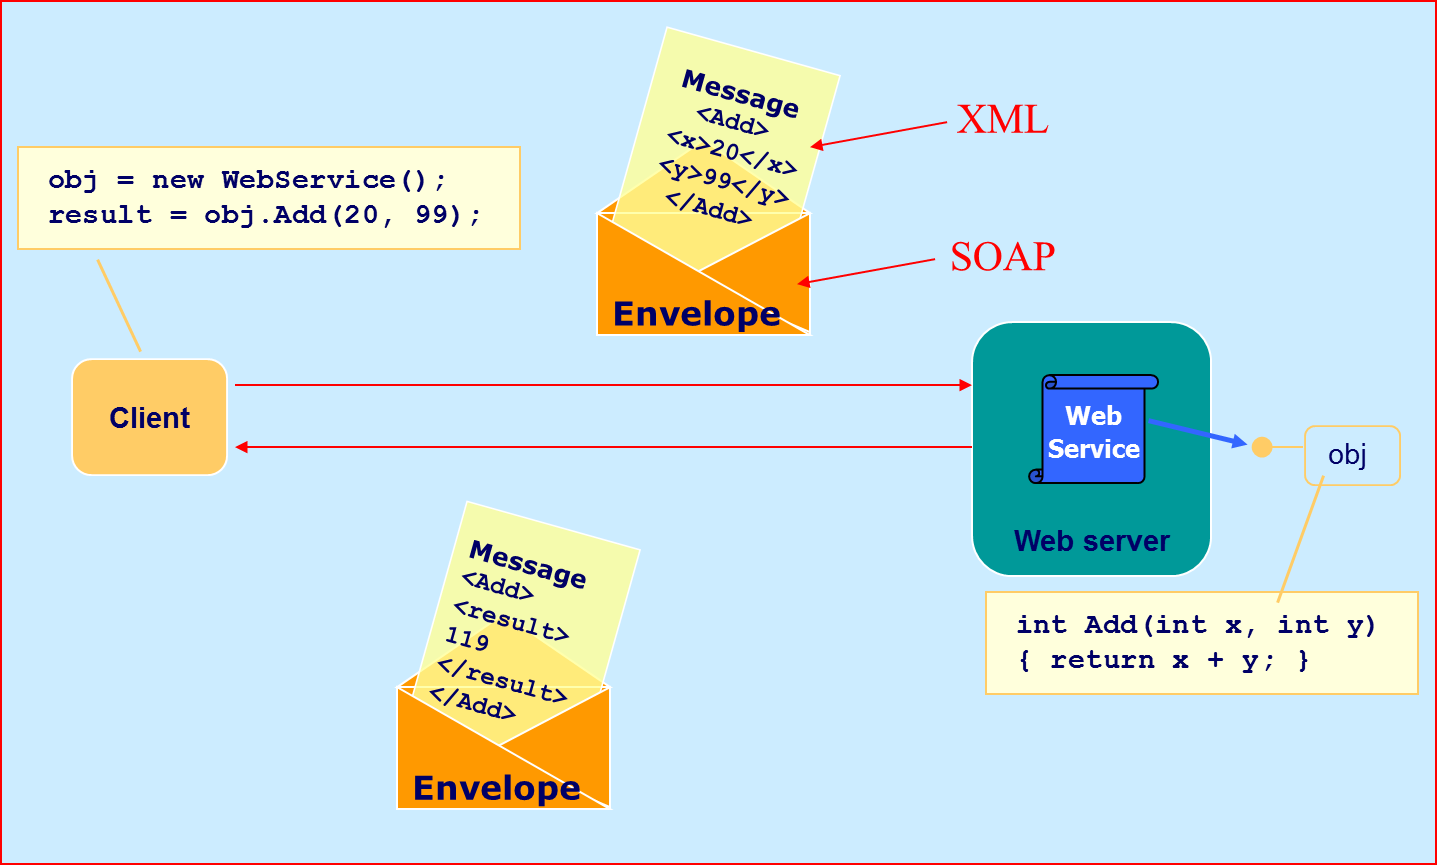 Message
<Add>
<x>20</x>
<y>99</y>
</Add>
Envelope
XML
SOAP
obj = new WebService();
result = obj.Add(20, 99);
Client
Web
Service
Web server
obj
int Add(int x, int y)
{ return x + y; }
Message
<Add>
<result>
119
</result>
</Add>
Envelope